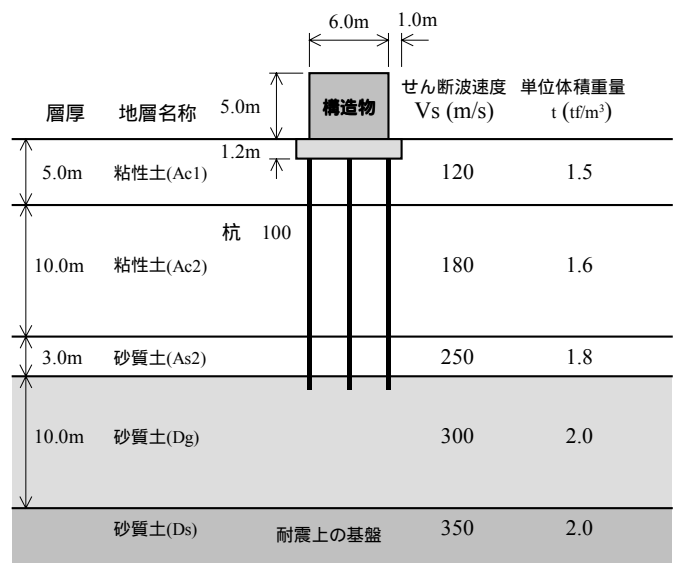 6.0m 1.0m
せん断波速度 単位体積重量
層厚 地層名称 5.0m 構造物 Vs (m/s) t (tf/m³)
1.2m
5.0m 粘性土(Ac1) 120 1.5
杭 100
10.0m 粘性土(Ac2) 180 1.6
3.0m 砂質土(As2) 250 1.8
10.0m 砂質土(Dg) 300 2.0
砂質土(Ds) 耐震上の基盤 350 2.0